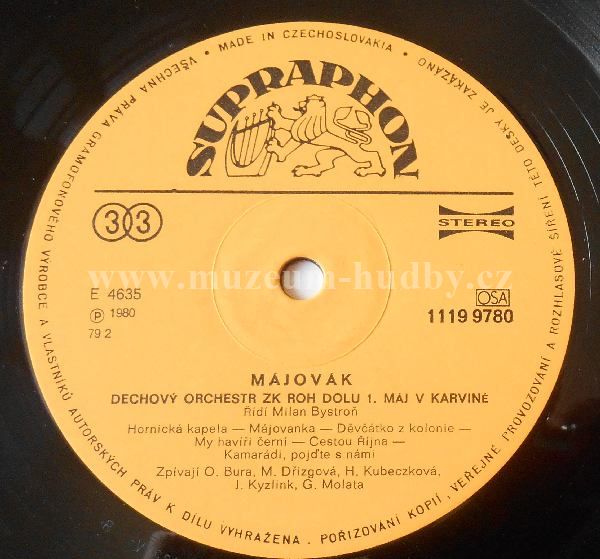 VŠECHNA PRÁVA GRAMOFONOVÉHO VÝROBCE A VLASTNÍKŮ AUTORSKÝCH PRÁV K DÍLU VYHRAŽENA. POŘIZOVÁNÍ KOPIÍ, VEŘEJNÉ PROVOZOVÁNÍ A ROZHLASOVÉ ŠÍŘENÍ TÉTO DESKY JE ZAKÁZÁNO • MADE IN CZECHOSLOVAKIA •
SUPRAPHON
33
STEREO
www.muzeum-hudby.cz
E 4635
℗ 1980
79 2
OSA
1119 9780
MÁJOVÁK
DECHOVÝ ORCHESTR ZK ROH DOLU 1. MÁJ V KARVINÉ
Řídí Milan Bystroň
Hornická kapela — Májovanka — Děvčátko z kolonie —
My havíři černí — Cestou Října —
Kamarádi, pojďte s námi
Zpívají O. Bura, M. Dřizgová, H. Kubeczková,
J. Kyzlink, G. Molata